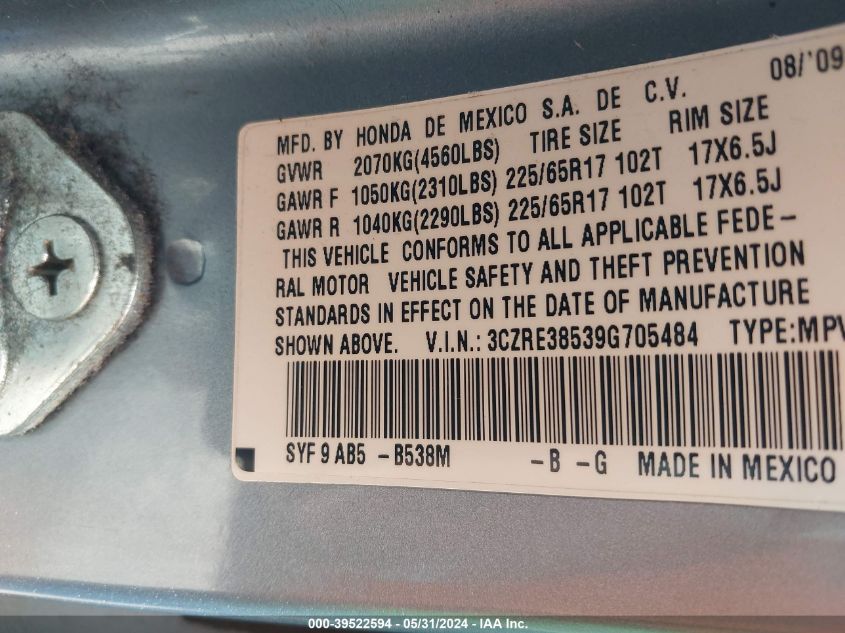 08/'09
MFD. BY HONDA DE MEXICO S.A. DE C.V.
GVWR 2070KG(4560LBS) TIRE SIZE RIM SIZE
GAWR F 1050KG(2310LBS) 225/65R17 102T 17X6.5J
GAWR R 1040KG(2290LBS) 225/65R17 102T 17X6.5J
THIS VEHICLE CONFORMS TO ALL APPLICABLE FEDE-
RAL MOTOR VEHICLE SAFETY AND THEFT PREVENTION
STANDARDS IN EFFECT ON THE DATE OF MANUFACTURE
SHOWN ABOVE. V.I.N.: 3CZRE38539G705484 TYPE:MPV
SYF 9 AB5 -B538M -B -G MADE IN MEXICO
000-39522594 - 05/31/2024 - IAA Inc.